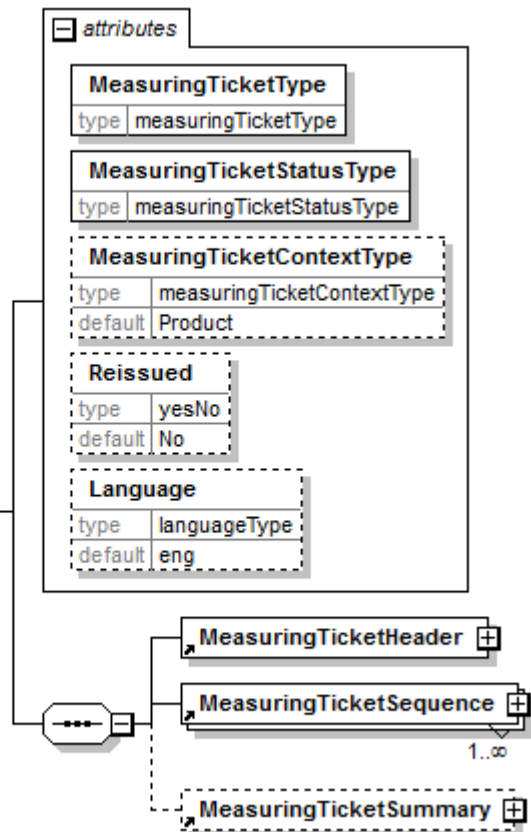 attributes
MeasuringTicketType
type measuringTicketType
MeasuringTicketStatusType
type measuringTicketStatusType
MeasuringTicketContextType
type measuringTicketContextType
default Product
Reissued
type yesNo
default No
Language
type languageType
default eng
MeasuringTicketHeader
MeasuringTicketSequence
1..∞
MeasuringTicketSummary